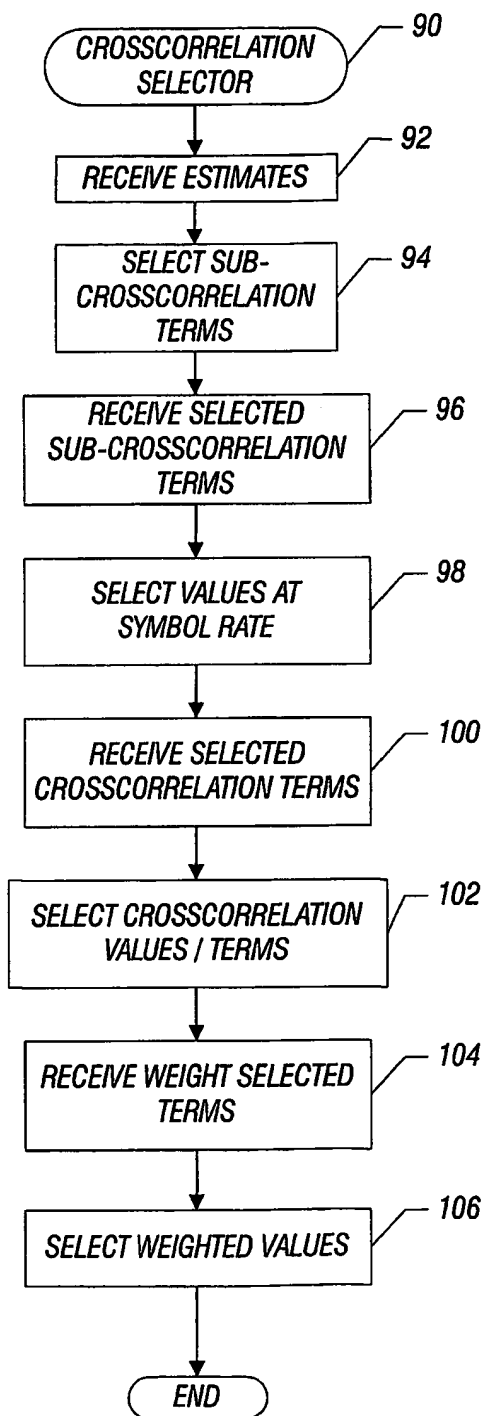 CROSSCORRELATION
SELECTOR
90
RECEIVE ESTIMATES
92
SELECT SUB-
CROSSCORRELATION
TERMS
94
RECEIVE SELECTED
SUB-CROSSCORRELATION
TERMS
96
SELECT VALUES AT
SYMBOL RATE
98
RECEIVE SELECTED
CROSSCORRELATION TERMS
100
SELECT CROSSCORRELATION
VALUES / TERMS
102
RECEIVE WEIGHT SELECTED
TERMS
104
SELECT WEIGHTED VALUES
106
END